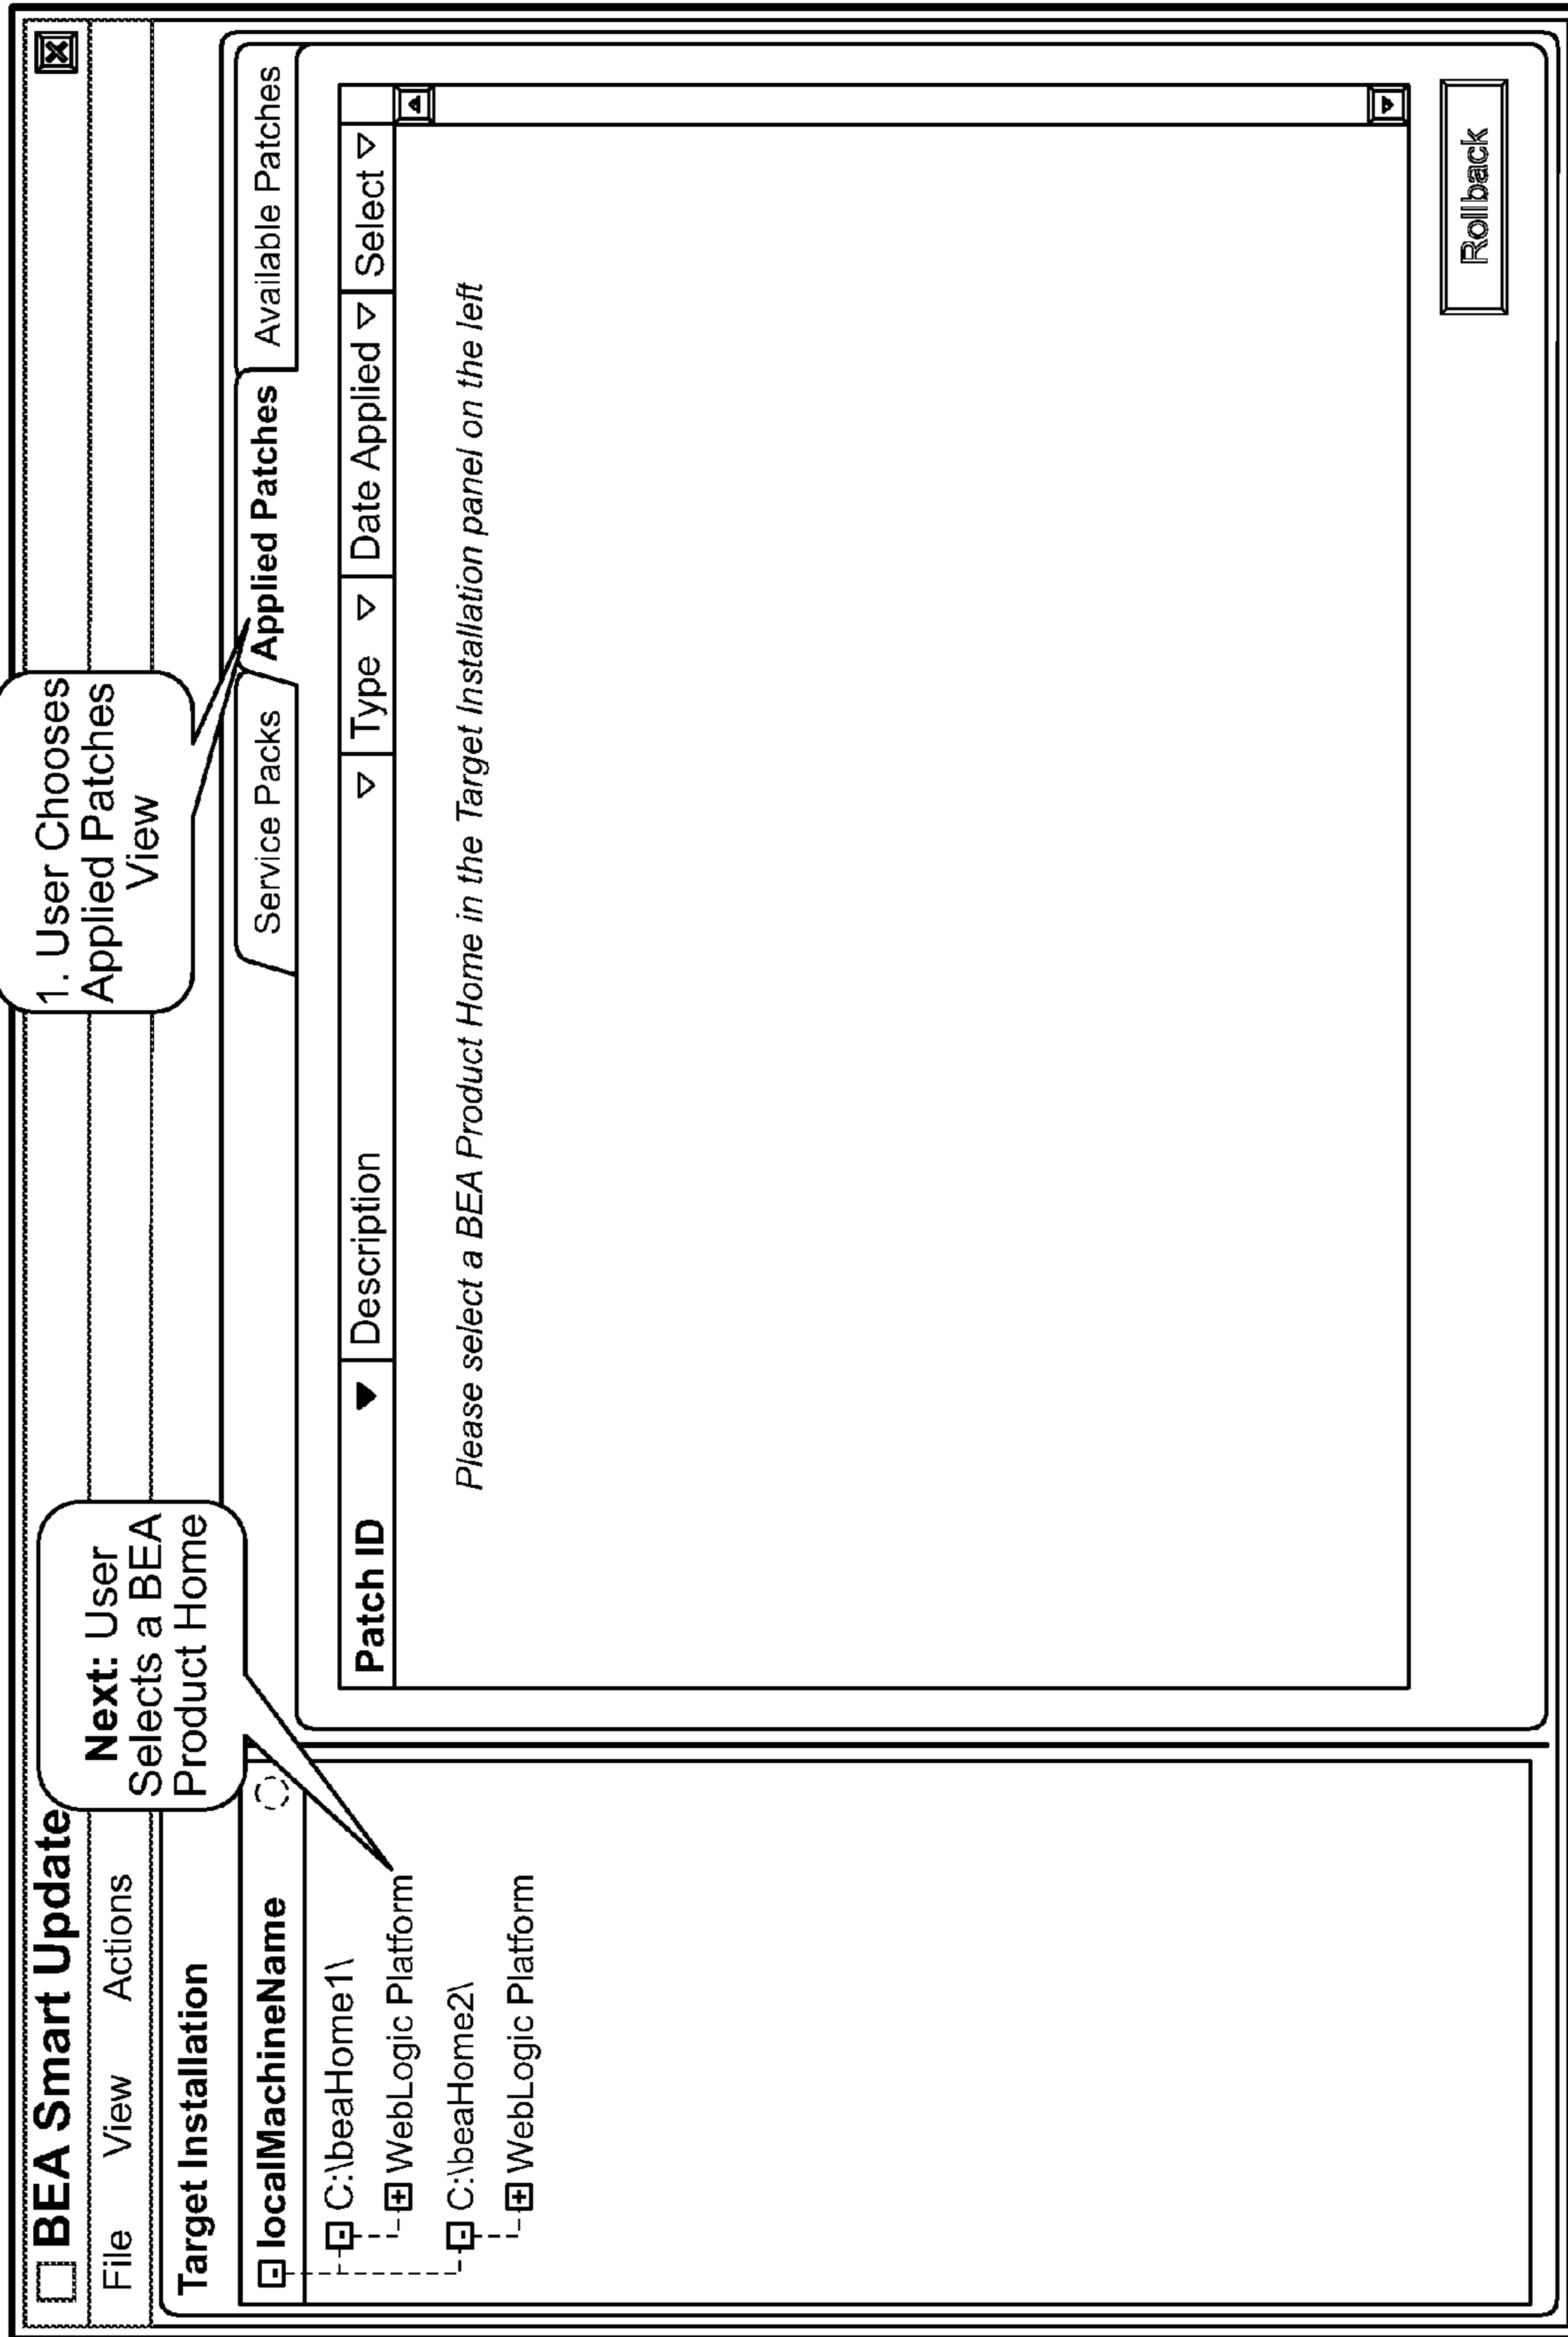 BEA Smart Update
File View Actions
1. User Chooses
Applied Patches
View
Next: User
Selects a BEA
Product Home
Target Installation
localMachineName
C:\beaHome1\
WebLogic Platform
C:\beaHome2\
WebLogic Platform
Service Packs Applied Patches Available Patches
Patch ID Description Type Date Applied Select
Please select a BEA Product Home in the Target Installation panel on the left
Rollback